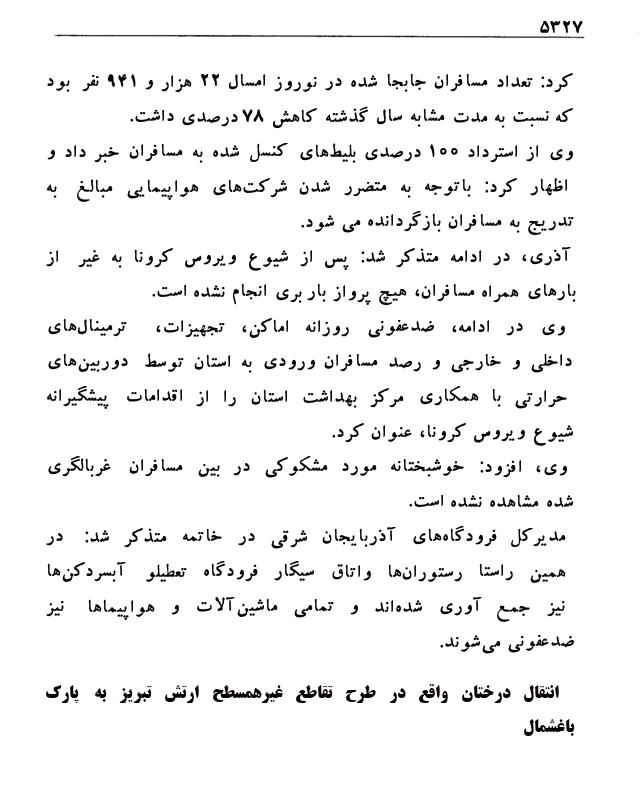 ۵۳۲۷
کرد: تعداد مسافران جابجا شده در نوروز امسال ۲۲ هزار و ۹۴۱ نفر بود
که نسبت به مدت مشابه سال گذشته کاهش ۷۸ درصدی داشت.
وی از استرداد ۱۰۰ درصدی بلیط‌های کنسل شده به مسافران خبر داد و
اظهار کرد: باتوجه به متضرر شدن شرکت‌های هواپیمایی مبالغ به
تدریج به مسافران بازگردانده می شود.
آذری، در ادامه متذکر شد: پس از شیوع ویروس کرونا به غیر از
بارهای همراه مسافران، هیچ پرواز باربری انجام نشده است.
وی در ادامه، ضدعفونی روزانه اماکن، تجهیزات، ترمینال‌های
داخلی و خارجی و رصد مسافران ورودی به استان توسط دوربین‌های
حرارتی با همکاری مرکز بهداشت استان را از اقدامات پیشگیرانه
شیوع ویروس کرونا، عنوان کرد.
وی، افزود: خوشبختانه مورد مشکوکی در بین مسافران غربالگری
شده مشاهده نشده است.
مدیرکل فرودگاه‌های آذربایجان شرقی در خاتمه متذکر شد: در
همین راستا رستوران‌ها واتاق سیگار فرودگاه تعطیلو آبسردکن‌ها
نیز جمع آوری شده‌اند و تمامی ماشین‌آلات و هواپیماها نیز
ضدعفونی می‌شوند.
انتقال درختان واقع در طرح تقاطع غیرهمسطح ارتش تبریز به پارک
باغشمال